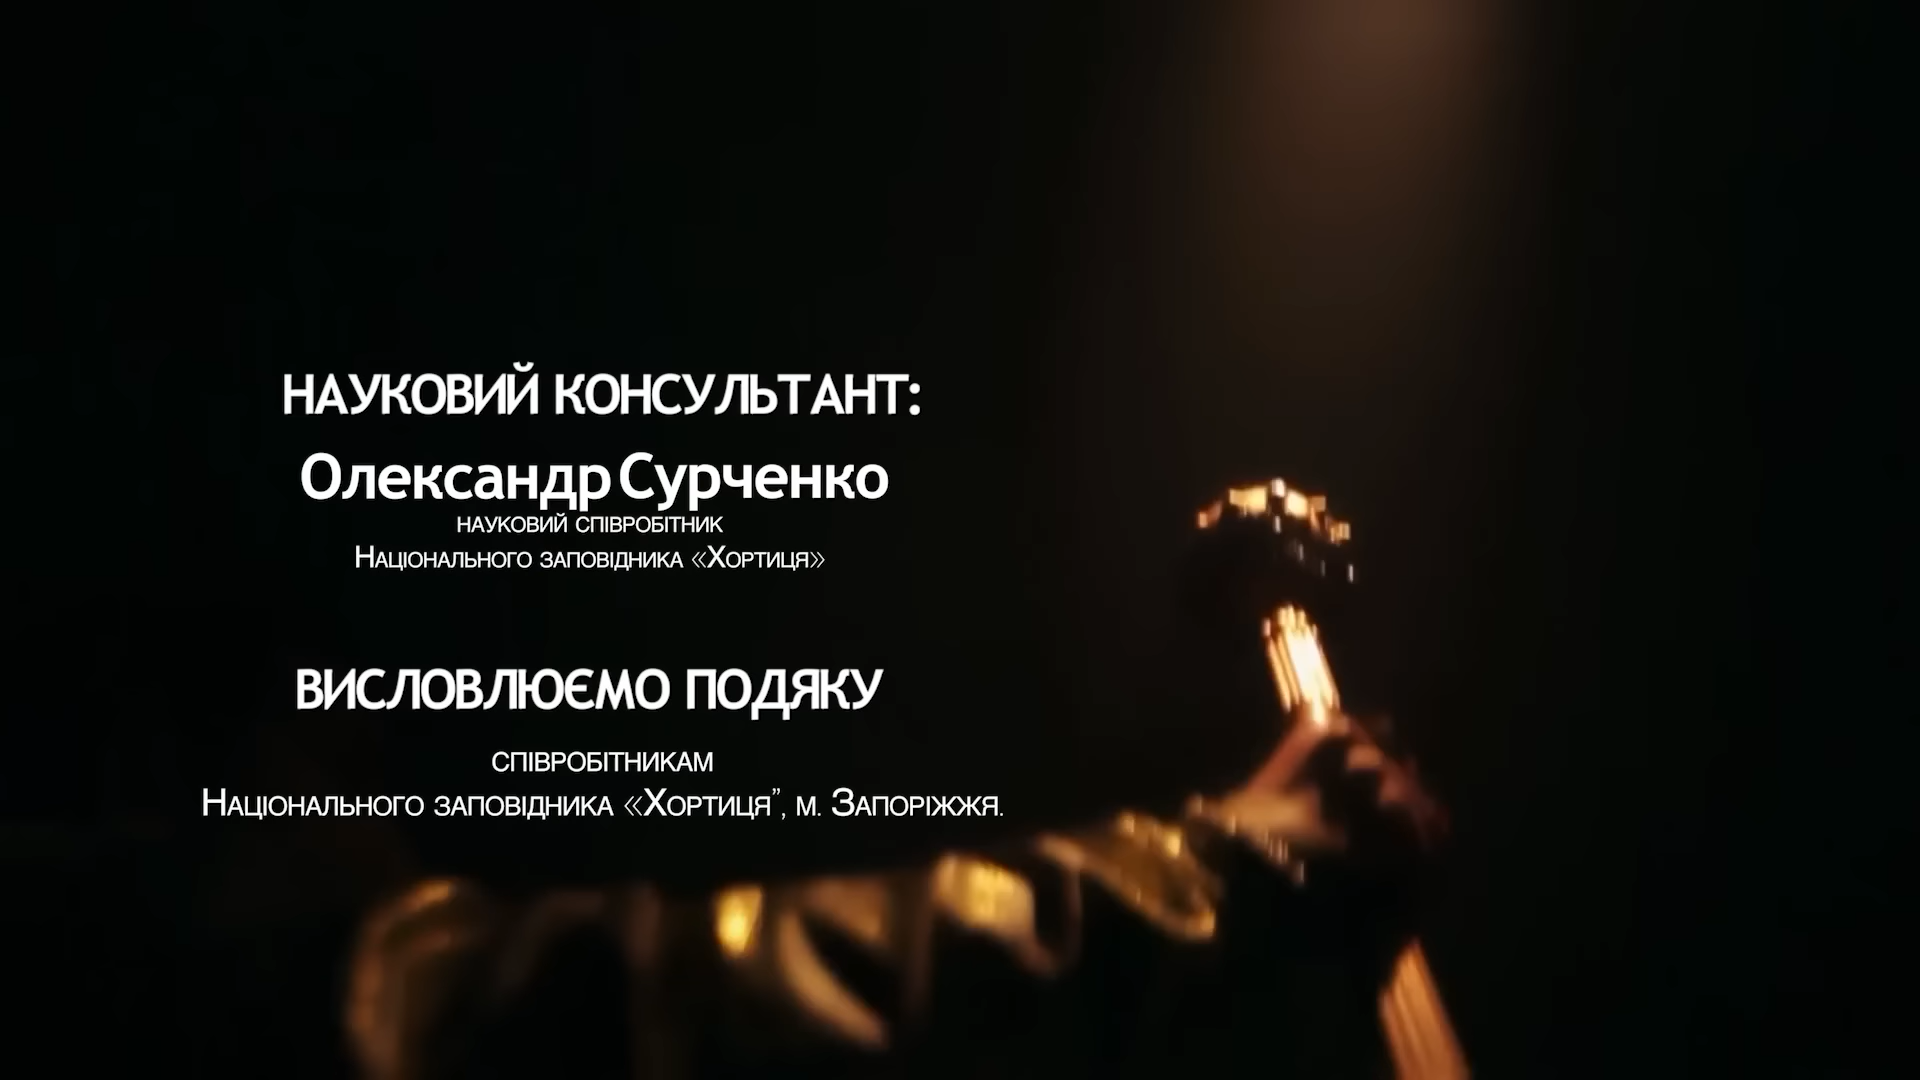 НАУКОВИЙ КОНСУЛЬТАНТ:
Олександр Сурченко
НАУКОВИЙ СПІВРОБІТНИК
НАЦІОНАЛЬНОГО ЗАПОВІДНИКА «ХОРТИЦЯ»
ВИСЛОВЛЮЄМО ПОДЯКУ
СПІВРОБІТНИКАМ
НАЦІОНАЛЬНОГО ЗАПОВІДНИКА «ХОРТИЦЯ”, М. ЗАПОРІЖЖЯ.